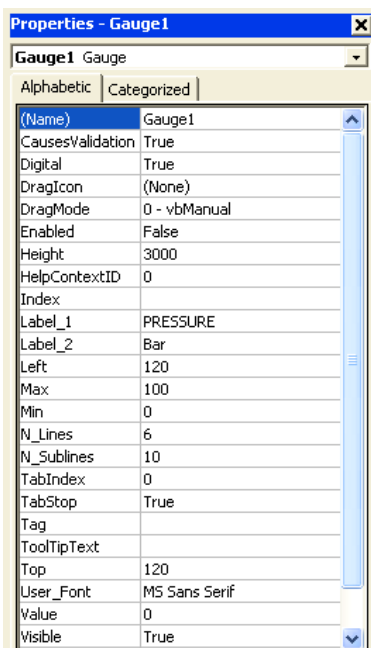 Properties - Gauge1
Gauge1 Gauge
Alphabetic Categorized
(Name) Gauge1
CausesValidation True
Digital True
DragIcon (None)
DragMode 0 - vbManual
Enabled False
Height 3000
HelpContextID 0
Index
Label_1 PRESSURE
Label_2 Bar
Left 120
Max 100
Min 0
N_Lines 6
N_Sublines 10
TabIndex 0
TabStop True
Tag
ToolTipText
Top 120
User_Font MS Sans Serif
Value 0
Visible True